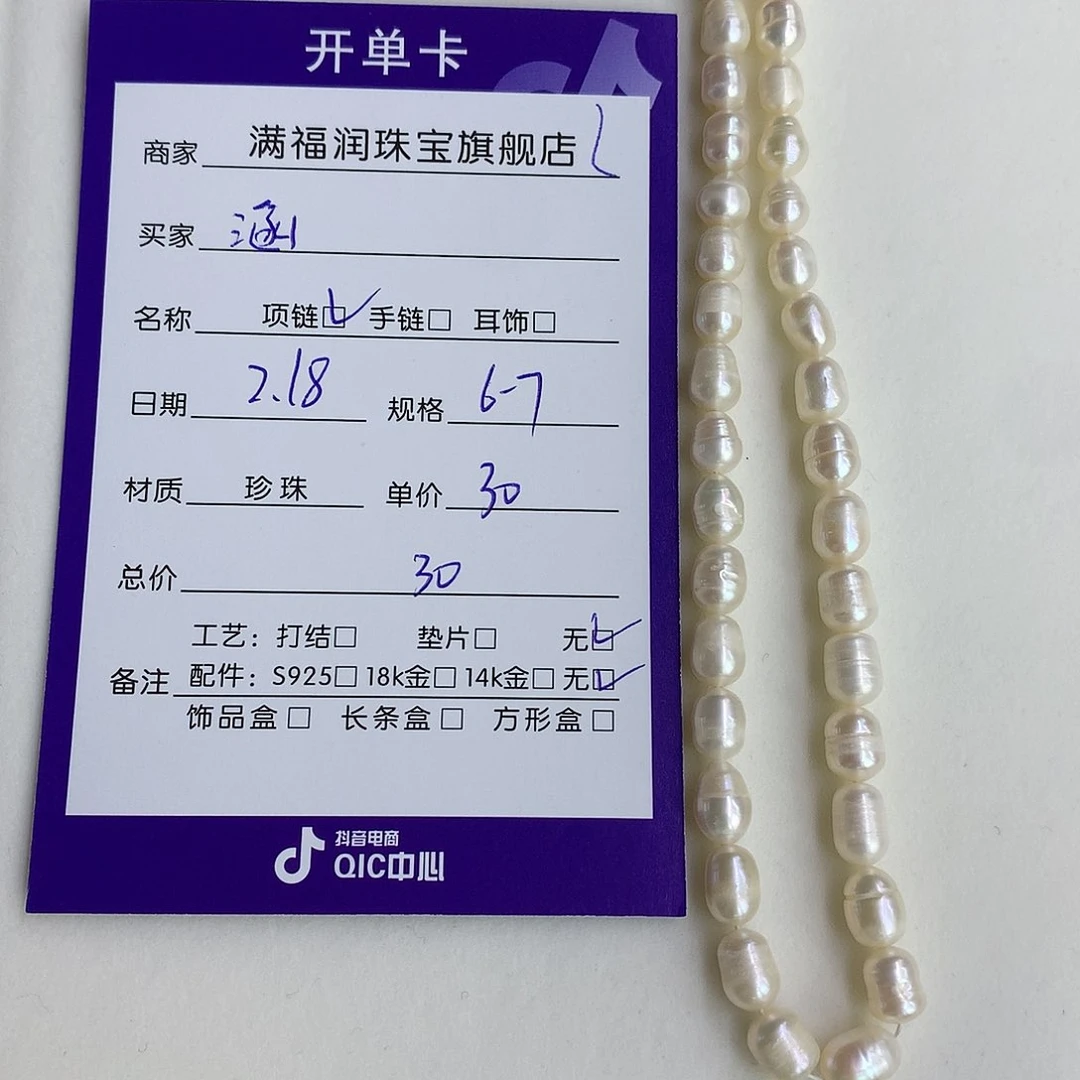 开单卡
商家 满福润珠宝旗舰店
买家
名称 项链☑ 手链□ 耳饰□
日期 2.18 规格 6-7
材质 珍珠 单价 30
总价 30
工艺：打结□ 垫片□ 无☑
备注 配件：S925□ 18k金□ 14k金□ 无☑
饰品盒□ 长条盒□ 方形盒□
抖音电商
QIC中心